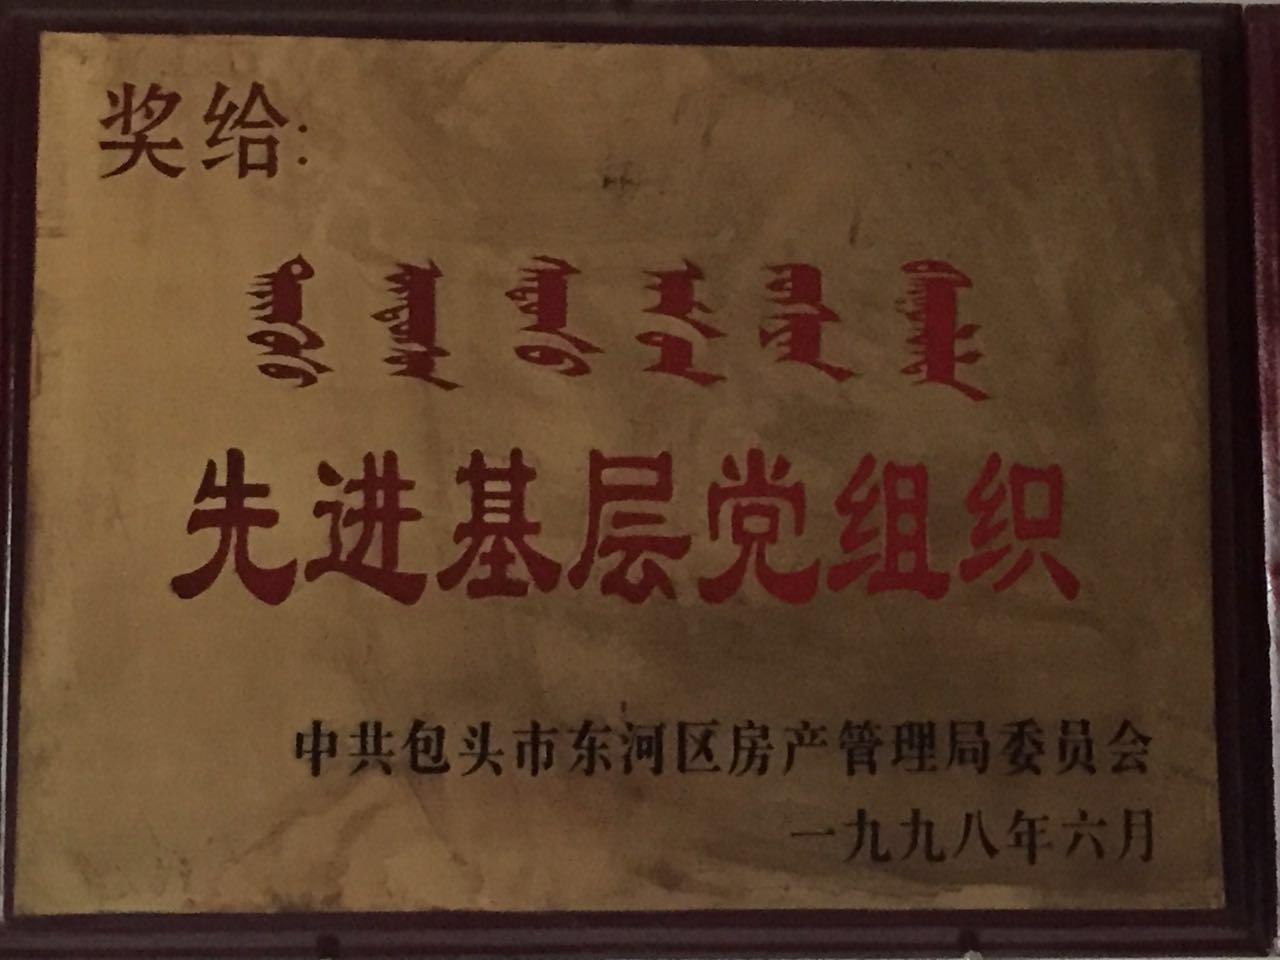 奖给:
先进基层党组织
中共包头市东河区房产管理局委员会
一九九八年六月